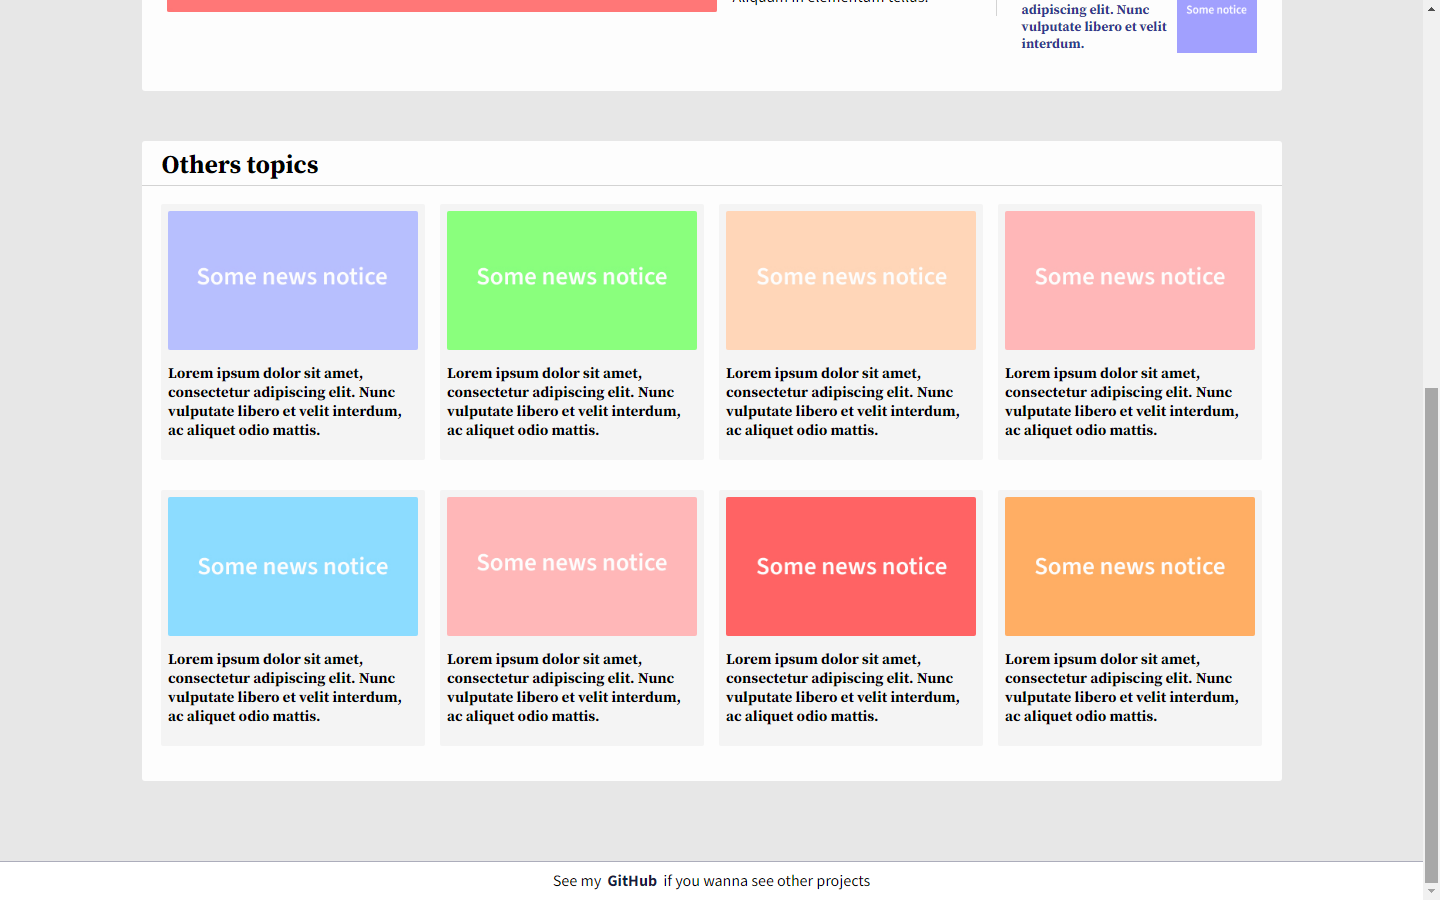 Aliquam in elementum tellus.
adipiscing elit. Nunc
vulputate libero et velit
interdum.
Some notice
Others topics
Some news notice
Some news notice
Some news notice
Some news notice
Lorem ipsum dolor sit amet,
consectetur adipiscing elit. Nunc
vulputate libero et velit interdum,
ac aliquet odio mattis.
Lorem ipsum dolor sit amet,
consectetur adipiscing elit. Nunc
vulputate libero et velit interdum,
ac aliquet odio mattis.
Lorem ipsum dolor sit amet,
consectetur adipiscing elit. Nunc
vulputate libero et velit interdum,
ac aliquet odio mattis.
Lorem ipsum dolor sit amet,
consectetur adipiscing elit. Nunc
vulputate libero et velit interdum,
ac aliquet odio mattis.
Some news notice
Some news notice
Some news notice
Some news notice
Lorem ipsum dolor sit amet,
consectetur adipiscing elit. Nunc
vulputate libero et velit interdum,
ac aliquet odio mattis.
Lorem ipsum dolor sit amet,
consectetur adipiscing elit. Nunc
vulputate libero et velit interdum,
ac aliquet odio mattis.
Lorem ipsum dolor sit amet,
consectetur adipiscing elit. Nunc
vulputate libero et velit interdum,
ac aliquet odio mattis.
Lorem ipsum dolor sit amet,
consectetur adipiscing elit. Nunc
vulputate libero et velit interdum,
ac aliquet odio mattis.
See my GitHub if you wanna see other projects